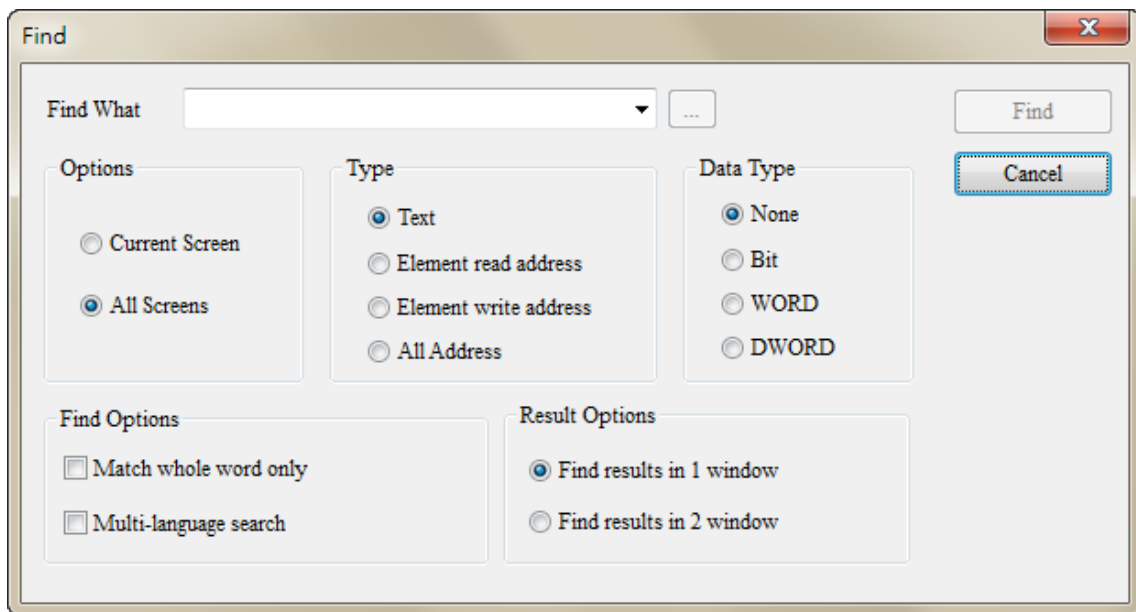 Find
Find What
...
Find
Cancel
Options
Current Screen
All Screens
Type
Text
Element read address
Element write address
All Address
Data Type
None
Bit
WORD
DWORD
Find Options
Match whole word only
Multi-language search
Result Options
Find results in 1 window
Find results in 2 window